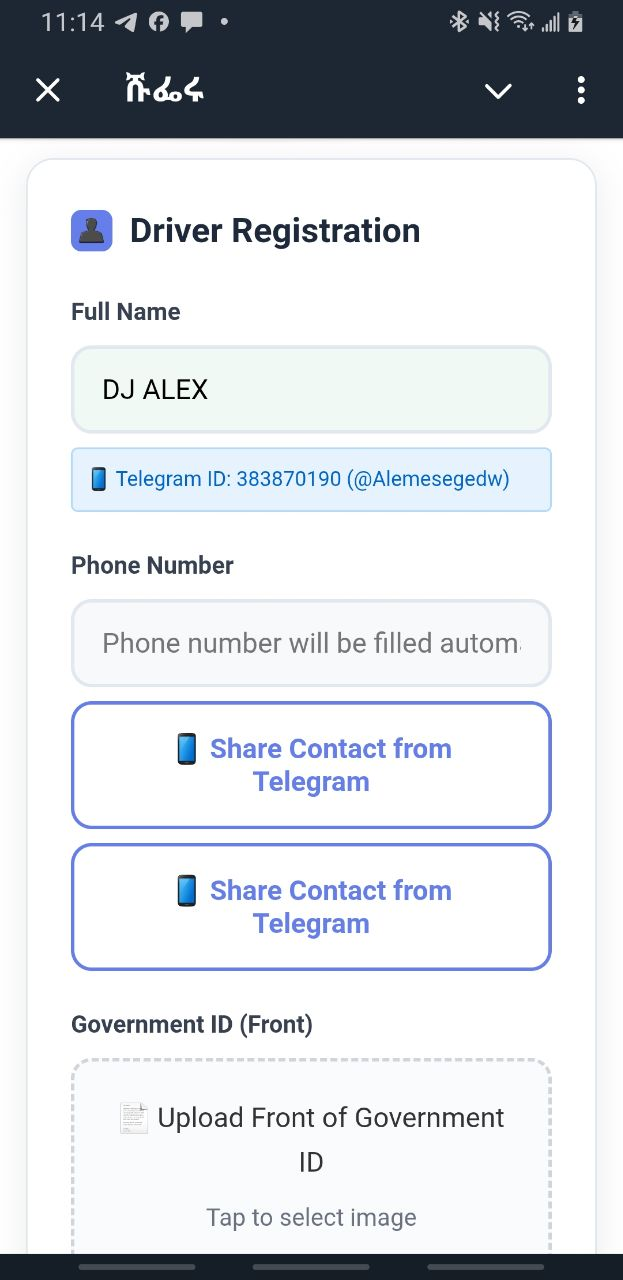 11:14
ሹፌሩ
Driver Registration
Full Name
DJ ALEX
Telegram ID: 383870190 (@Alemesegedw)
Phone Number
Phone number will be filled autom
Share Contact from
Telegram
Share Contact from
Telegram
Government ID (Front)
Upload Front of Government
ID
Tap to select image